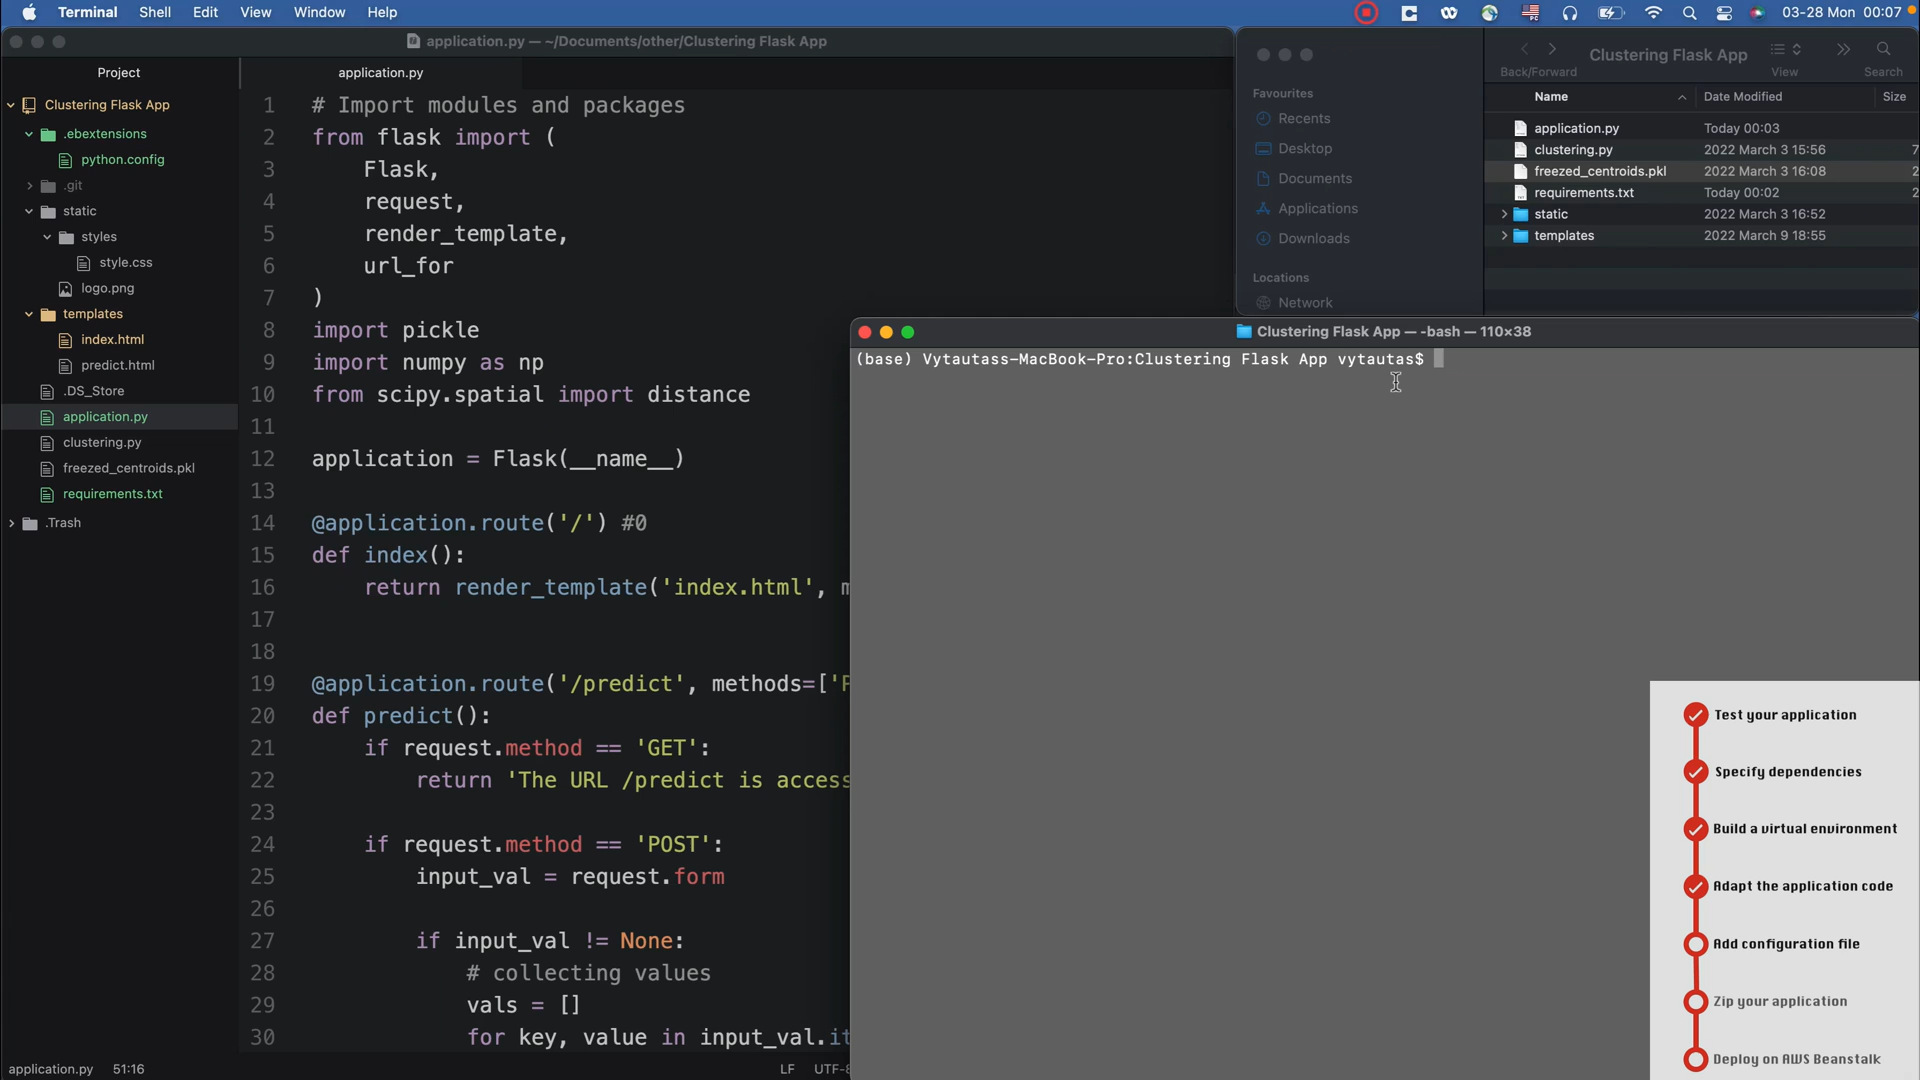 Terminal Shell Edit View Window Help
03-28 Mon 00:07
application.py — ~/Documents/other/Clustering Flask App
Project
application.py
Clustering Flask App
.ebextensions
python.config
.git
static
styles
style.css
logo.png
templates
index.html
predict.html
.DS_Store
application.py
clustering.py
freezed_centroids.pkl
requirements.txt
.Trash
1 # Import modules and packages
2 from flask import (
3 Flask,
4 request,
5 render_template,
6 url_for
7 )
8 import pickle
9 import numpy as np
10 from scipy.spatial import distance
11
12 application = Flask(__name__)
13
14 @application.route('/') #0
15 def index():
16 return render_template('index.html', m
17
18
19 @application.route('/predict', methods=['P
20 def predict():
21 if request.method == 'GET':
22 return 'The URL /predict is access
23
24 if request.method == 'POST':
25 input_val = request.form
26
27 if input_val != None:
28 # collecting values
29 vals = []
30 for key, value in input_val.it
application.py 51:16
LF UTF-8
Clustering Flask App
Back/Forward View Search
Favourites
Recents
Desktop
Documents
Applications
Downloads
Locations
Network
Name Date Modified Size
application.py Today 00:03
clustering.py 2022 March 3 15:56 7
freezed_centroids.pkl 2022 March 3 16:08 2
requirements.txt Today 00:02 2
static 2022 March 3 16:52
templates 2022 March 9 18:55
Clustering Flask App — -bash — 110×38
(base) Vytautass-MacBook-Pro:Clustering Flask App vytautas$
Test your application
Specify dependencies
Build a virtual environment
Adapt the application code
Add configuration file
Zip your application
Deploy on AWS Beanstalk